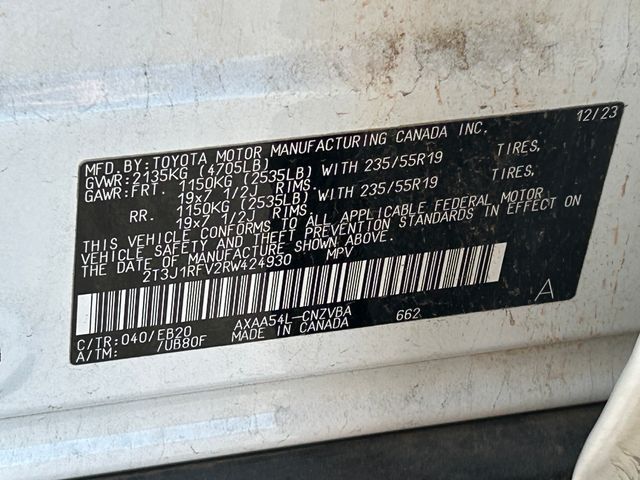 MFD.BY:TOYOTA MOTOR MANUFACTURING CANADA INC. 12/23
GVWR:2135KG (4705LB)
GAWR:FRT. 1150KG (2535LB) WITH 235/55R19 TIRES,
19x7 1/2J RIMS.
RR. 1150KG (2535LB) WITH 235/55R19 TIRES,
19x7 1/2J RIMS.
THIS VEHICLE CONFORMS TO ALL APPLICABLE FEDERAL MOTOR
VEHICLE SAFETY AND THEFT PREVENTION STANDARDS IN EFFECT ON
THE DATE OF MANUFACTURE SHOWN ABOVE.
2T3J1RFV2RW424930 MPV
A
C/TR:040/EB20 AXAA54L-CNZVBA 662
A/TM: /UB80F MADE IN CANADA